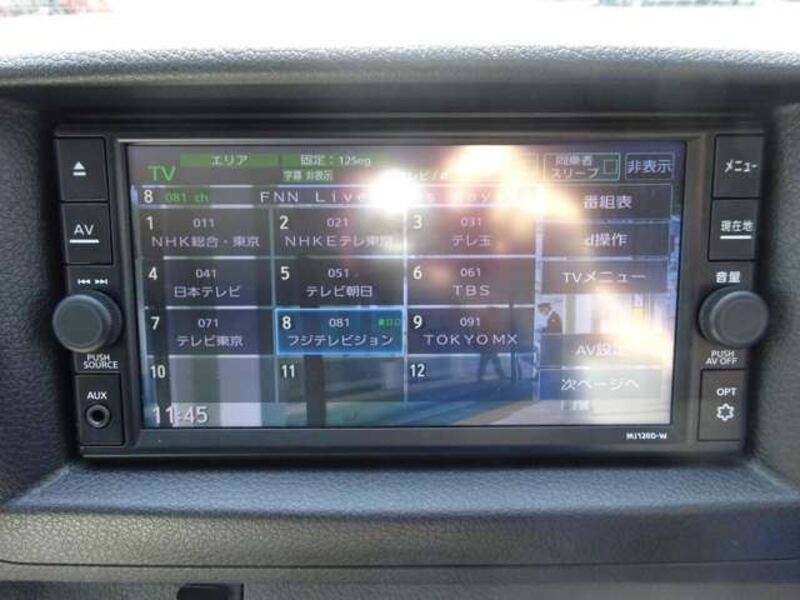 エリア 固定:12Seg 同乗者
TV 字幕 非表示 スリープ 非表示
8 081 ch FNN Live
番組表
1 011 2 021 3 031
NHK総合・東京 NHKEテレ東京 テレ玉
d操作
4 041 5 051 6 061
日本テレビ テレビ朝日 TBS
TVメニュー
7 071 8 081 9 091
テレビ東京 フジテレビジョン TOKYO MX
AV設定
10 11 12
次ページへ
11:45
AV
PUSH
SOURCE
AUX
メニュー
現在地
音量
PUSH
AV OFF
OPT
MJ120D-W